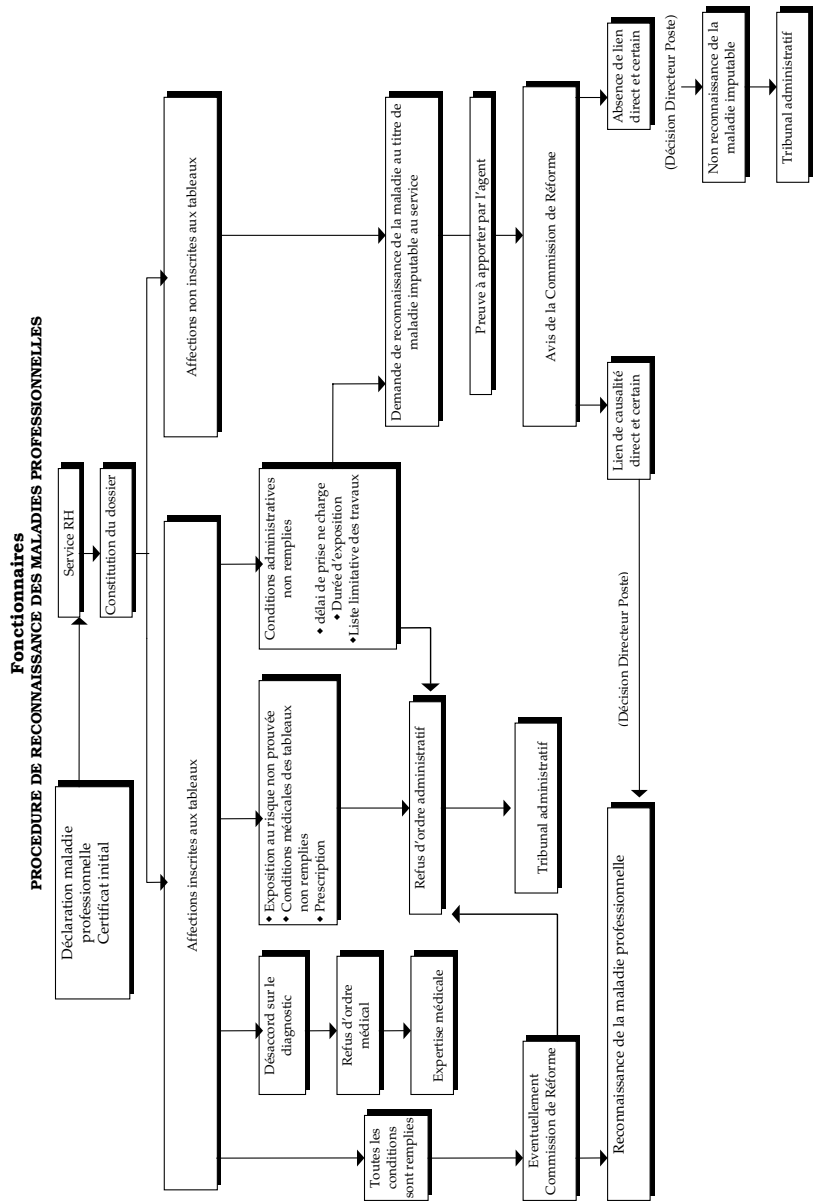 Fonctionnaires
PROCEDURE DE RECONNAISSANCE DES MALADIES PROFESSIONNELLES
Déclaration maladie
professionnelle
Certificat initial
Service RH
Constitution du dossier
Affections inscrites aux tableaux
Affections non inscrites aux tableaux
Toutes les
conditions
sont remplies
Désaccord sur le
diagnostic
Refus d'ordre
médical
Expertise médicale
• Exposition au risque non prouvée
• Conditions médicales des tableaux
non remplies
• Prescription
Conditions administratives
non remplies
• délai de prise ne charge
• Durée d'exposition
•Liste limitative des travaux
Refus d'ordre administratif
Tribunal administratif
Demande de reconnaissance de la maladie au titre de
maladie imputable au service
Preuve à apporter par l'agent
Avis de la Commission de Réforme
Eventuellement
Commission de Réforme
Reconnaissance de la maladie professionnelle
(Décision Directeur Poste)
Lien de causalité
direct et certain
Absence de lien
direct et certain
(Décision Directeur Poste)
Non reconnaissance de la
maladie imputable
Tribunal administratif